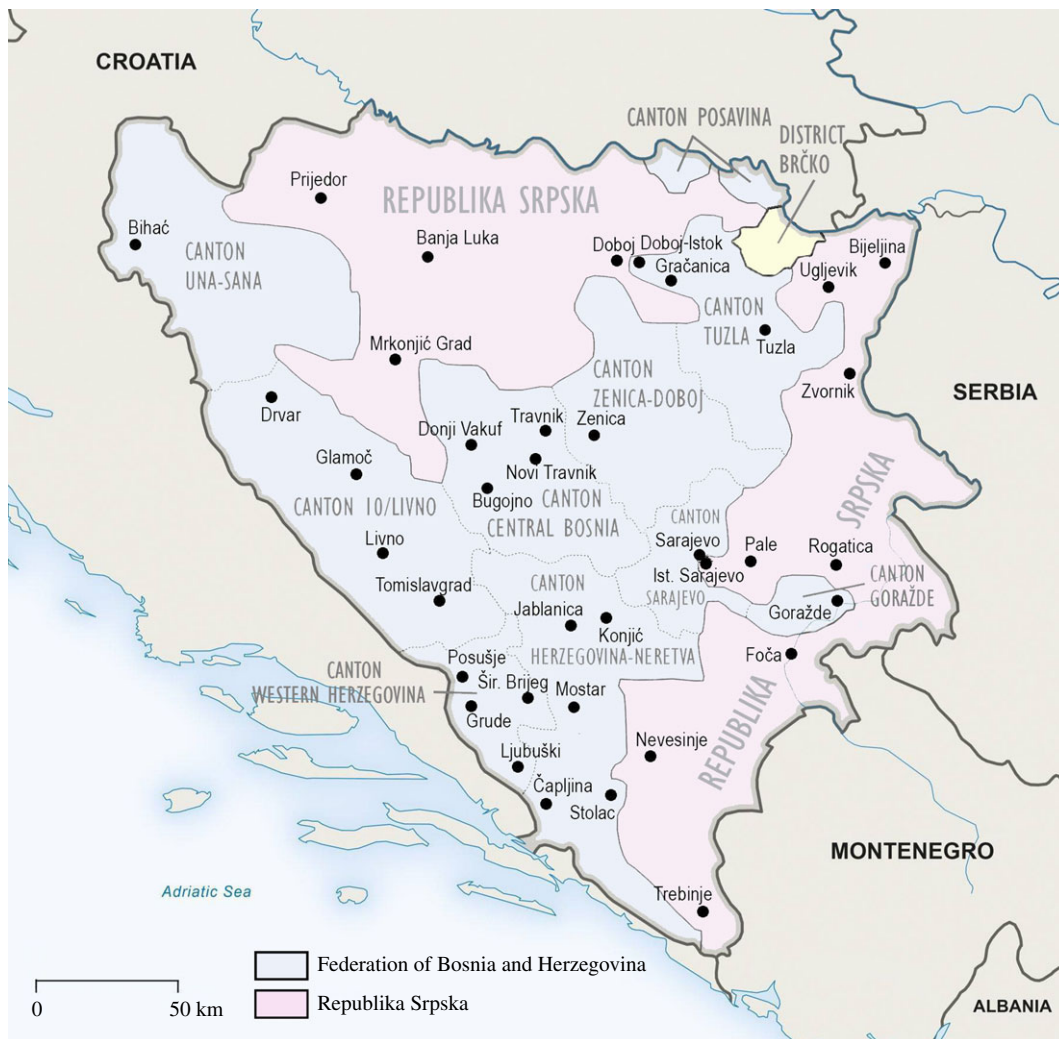 CROATIA
CANTON POSAVINA
DISTRICT
BRČKO
Prijedor
REPUBLIKA SRPSKA
Bihać
CANTON
UNA-SANA
Banja Luka
Doboj
Doboj-Istok
Gračanica
Bijeljina
Ugljevik
CANTON
TUZLA
Tuzla
Mrkonjić Grad
CANTON
ZENICA-DOBOJ
Zvornik
SERBIA
Drvar
Donji Vakuf
Travnik
Zenica
Glamoč
Novi Travnik
Bugojno
CANTON
CENTRAL BOSNIA
CANTON 10/LIVNO
Livno
CANTON
Sarajevo
Ist. Sarajevo
SARAJEVO
Pale
Rogatica
SRPSKA
CANTON
GORAŽDE
Goražde
Tomislavgrad
CANTON
Jablanica
Konjić
HERZEGOVINA-NERETVA
Foča
REPUBLIKA
CANTON
WESTERN HERZEGOVINA
Posušje
Šir. Brijeg
Mostar
Grude
Nevesinje
Ljubuški
Čapljina
Stolac
MONTENEGRO
Adriatic Sea
Trebinje
Federation of Bosnia and Herzegovina
Republika Srpska
0
50 km
ALBANIA